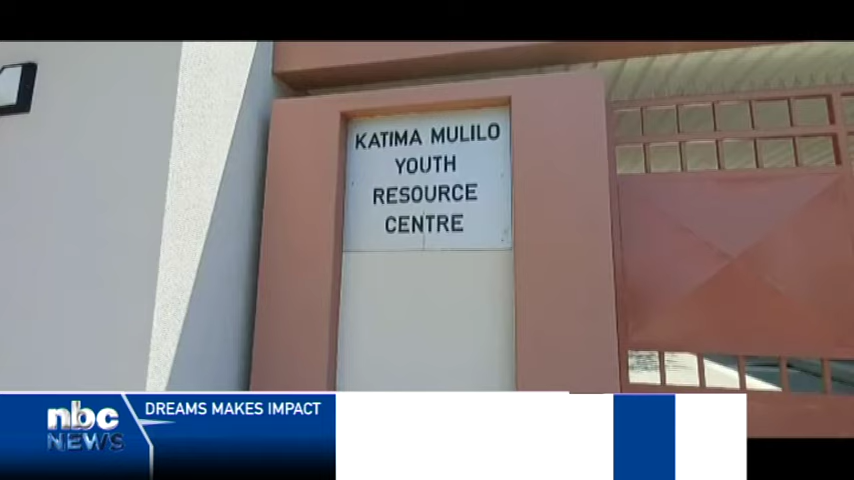 KATIMA MULILO
YOUTH
RESOURCE
CENTRE
nbc
NEWS
DREAMS MAKES IMPACT